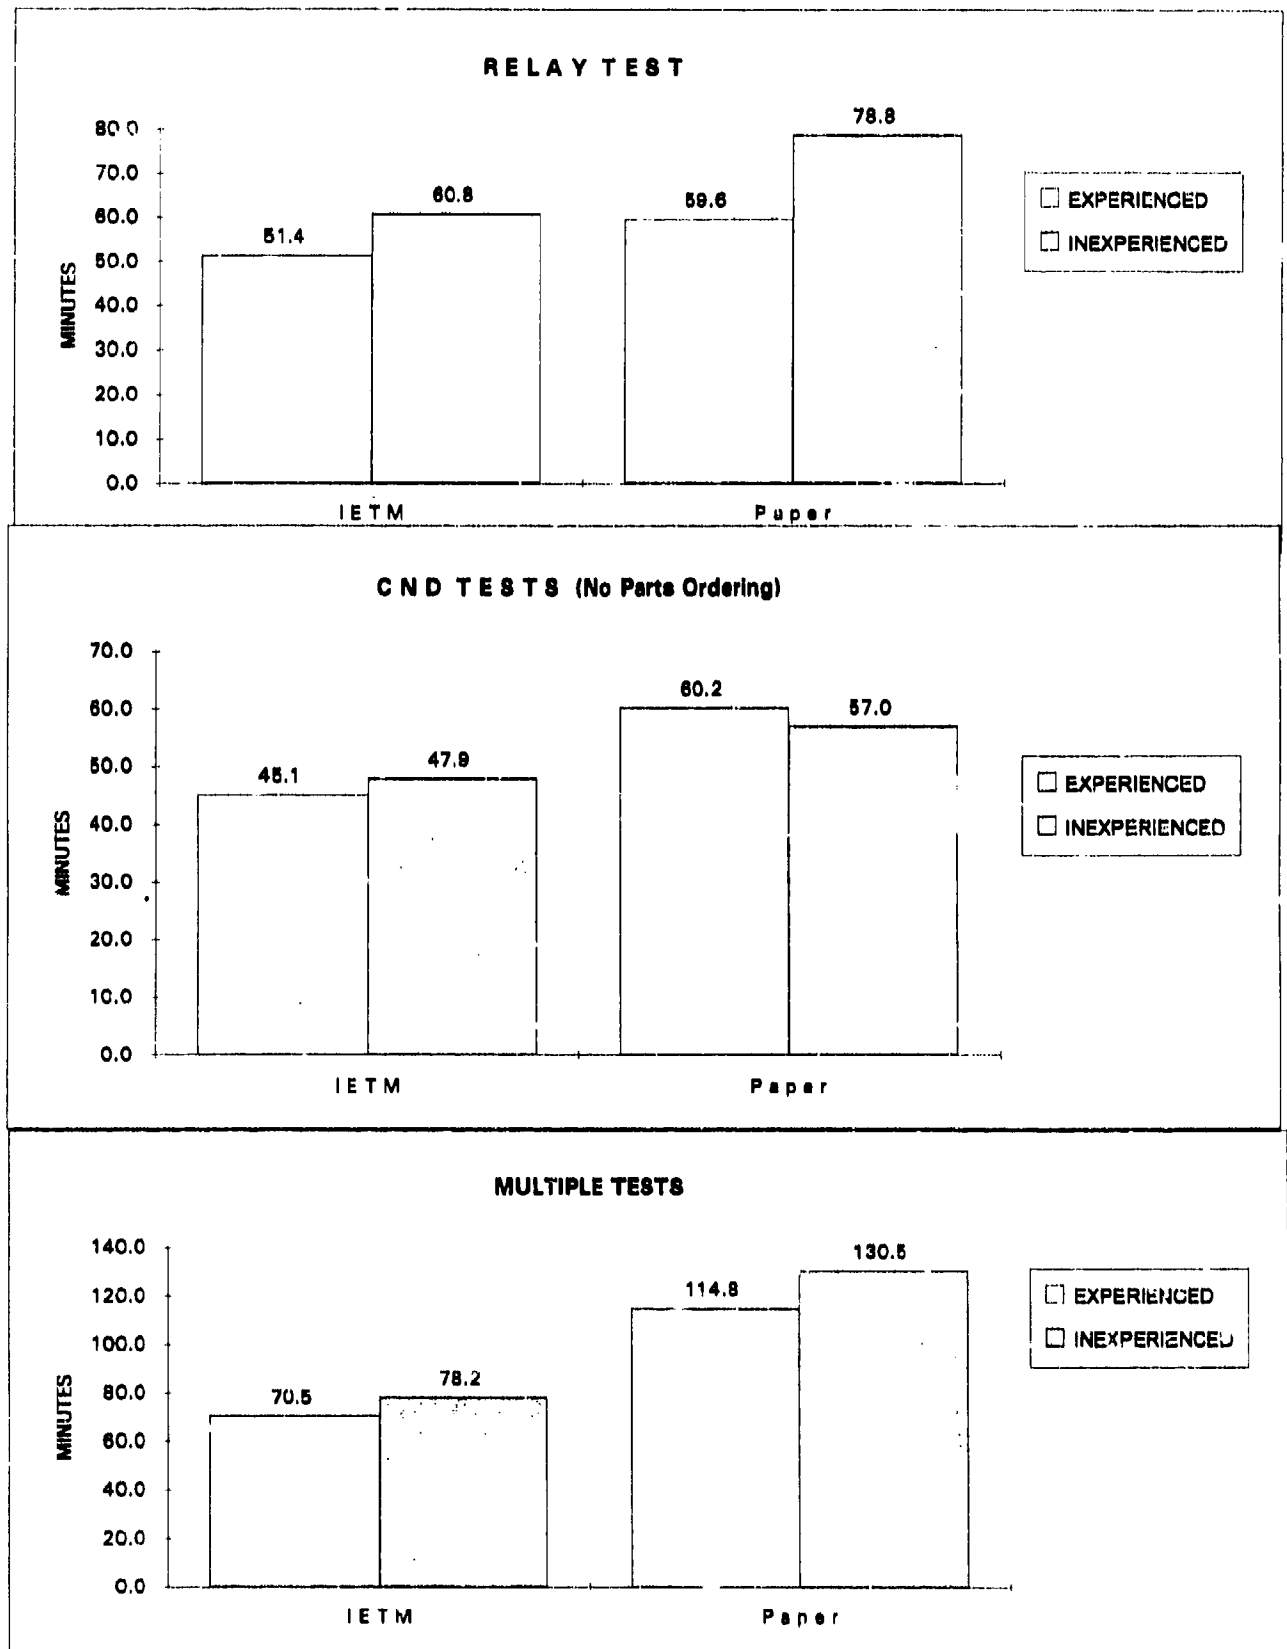 RELAY TEST
80.0
70.0
60.0
50.0
40.0
30.0
20.0
10.0
0.0
MINUTES
51.4
60.8
59.6
78.8
EXPERIENCED
INEXPERIENCED
IETM
Paper
CND TESTS (No Parts Ordering)
70.0
60.0
50.0
40.0
30.0
20.0
10.0
0.0
MINUTES
45.1
47.9
60.2
57.0
EXPERIENCED
INEXPERIENCED
IETM
Paper
MULTIPLE TESTS
140.0
120.0
100.0
80.0
60.0
40.0
20.0
0.0
MINUTES
70.5
78.2
114.8
130.5
EXPERIENCED
INEXPERIENCED
IETM
Paper